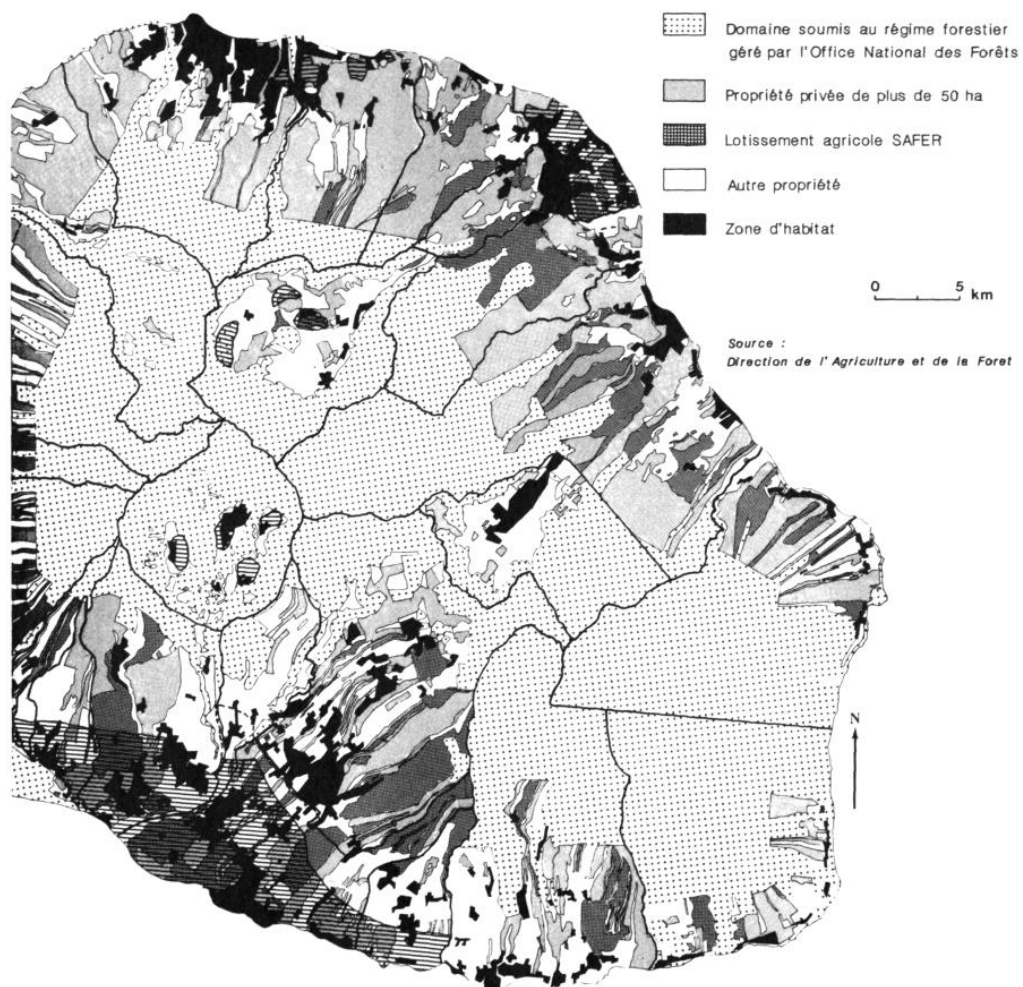 Domaine soumis au régime forestier
géré par l'Office National des Forêts
Propriété privée de plus de 50 ha
Lotissement agricole SAFER
Autre propriété
Zone d'habitat
0 5
km
Source :
Direction de l'Agriculture et de la Foret
N